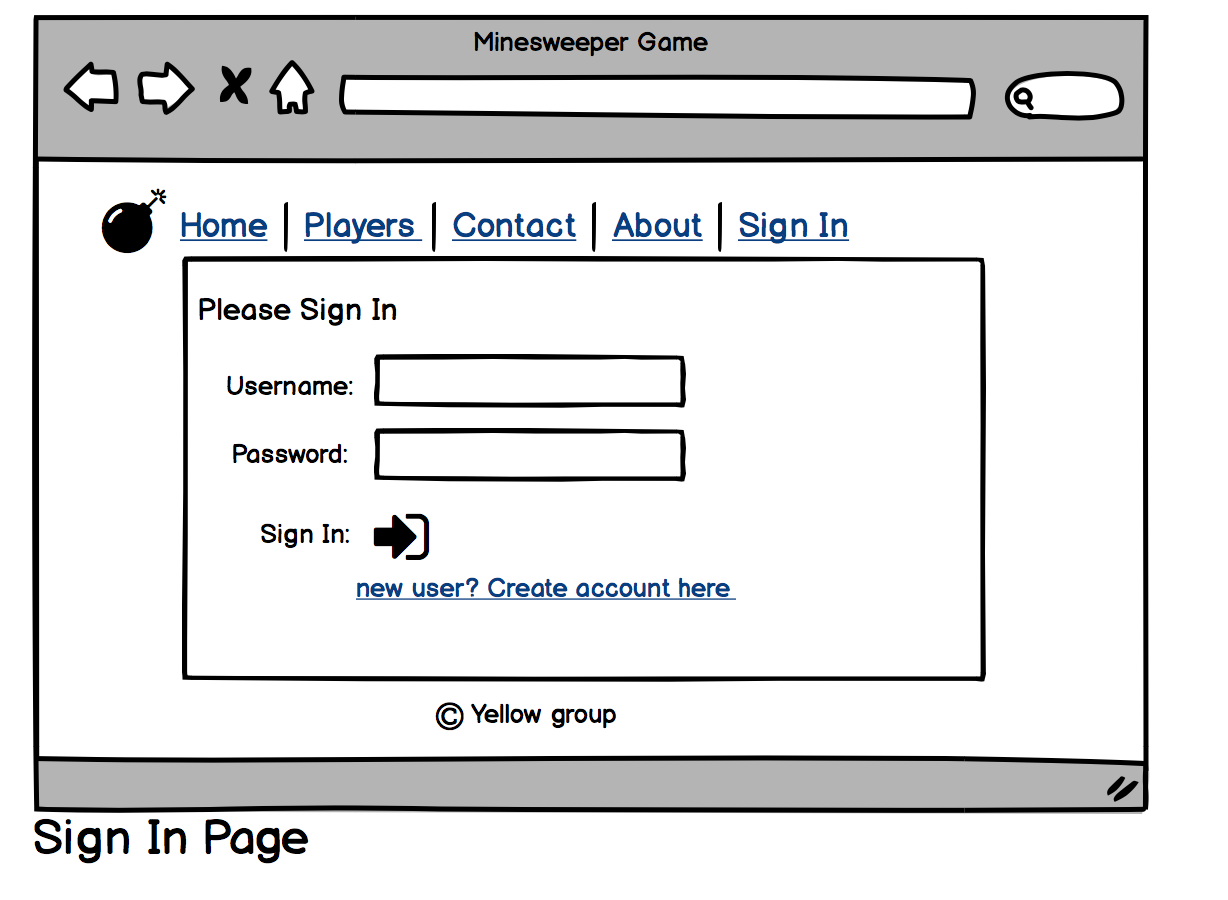 Minesweeper Game
Home | Players | Contact | About | Sign In
Please Sign In
Username:
Password:
Sign In:
new user? Create account here
© Yellow group
Sign In Page